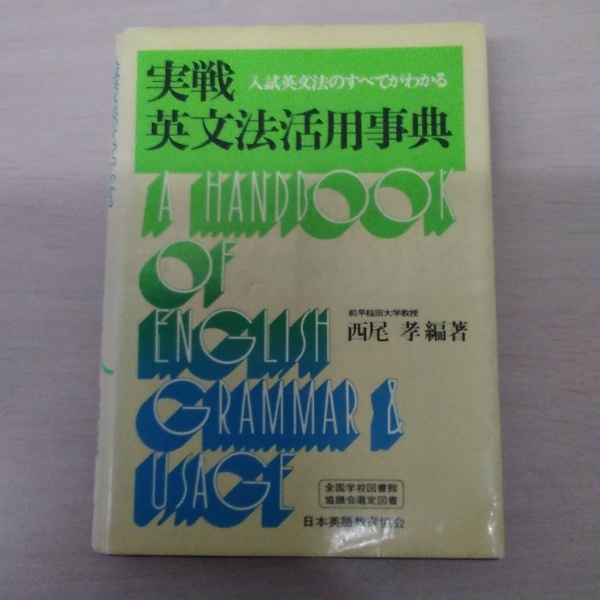 実戦 入試英文法のすべてがわかる
英文法活用事典
A HANDBOOK
OF
ENGLISH
GRAMMAR &
USAGE
前早稲田大学教授
西尾 孝編著
全国学校図書館
協議会選定図書
日本英語教育協会